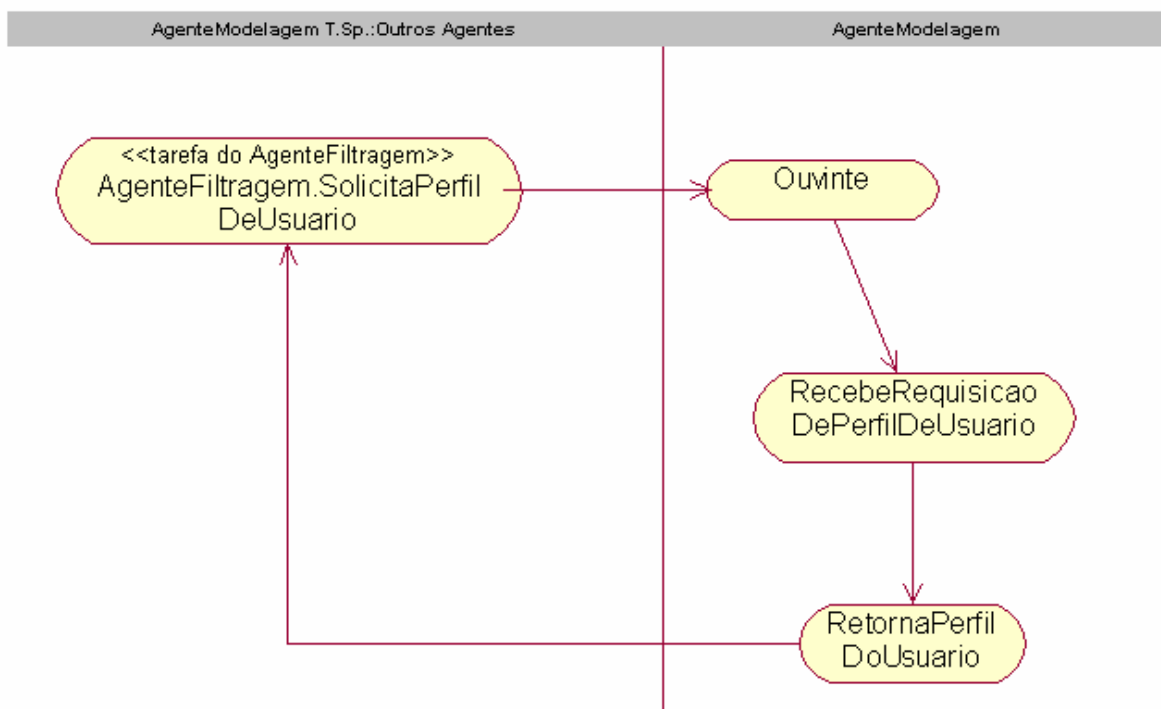 AgenteModelagem T.Sp.:Outros Agentes
AgenteModelagem
<<tarefa do AgenteFiltragem>>
AgenteFiltragem.SolicitaPerfil
DeUsuario
Ouvinte
RecebeRequisicao
DePerfilDeUsuario
RetornaPerfil
DoUsuario